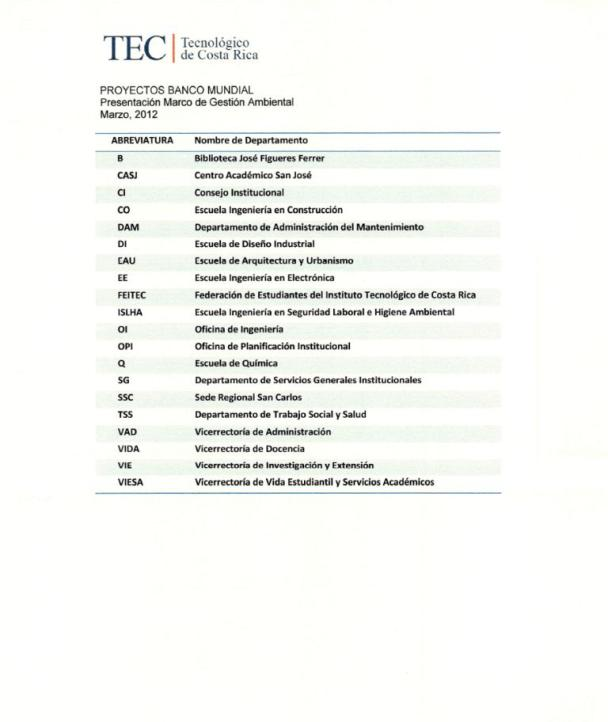 TEC | Tecnológico
de Costa Rica
PROYECTOS BANCO MUNDIAL
Presentación Marco de Gestión Ambiental
Marzo, 2012
ABREVIATURA Nombre de Departamento
B Biblioteca José Figueres Ferrer
CASJ Centro Académico San José
CI Consejo Institucional
CO Escuela Ingeniería en Construcción
DAM Departamento de Administración del Mantenimiento
DI Escuela de Diseño Industrial
EAU Escuela de Arquitectura y Urbanismo
EE Escuela Ingeniería en Electrónica
FEITEC Federación de Estudiantes del Instituto Tecnológico de Costa Rica
ISLHA Escuela Ingeniería en Seguridad Laboral e Higiene Ambiental
OI Oficina de Ingeniería
OPI Oficina de Planificación Institucional
Q Escuela de Química
SG Departamento de Servicios Generales Institucionales
SSC Sede Regional San Carlos
TSS Departamento de Trabajo Social y Salud
VAD Vicerrectoría de Administración
VIDA Vicerrectoría de Docencia
VIE Vicerrectoría de Investigación y Extensión
VIESA Vicerrectoría de Vida Estudiantil y Servicios Académicos